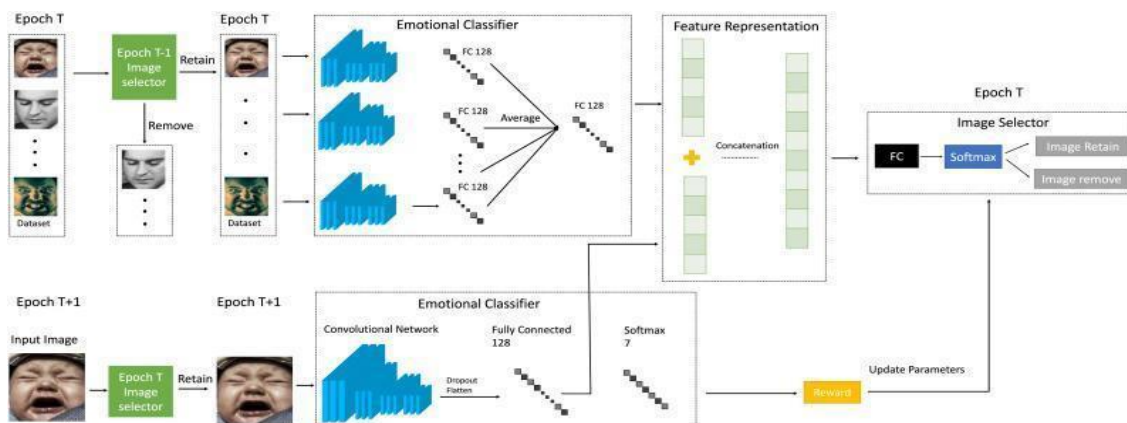 Epoch T
Epoch T-1
Image
selector
Retain
Remove
Dataset
Epoch T
Dataset
Emotional Classifier
FC 128
FC 128
FC 128
Average
FC 128
Feature Representation
Concatenation
Epoch T
Image Selector
FC
Softmax
Image Retain
Image remove
Epoch T+1
Input Image
Epoch T
Image
selector
Retain
Epoch T+1
Emotional Classifier
Convolutional Network
Dropout
Flatten
Fully Connected
128
Softmax
7
Reward
Update Parameters